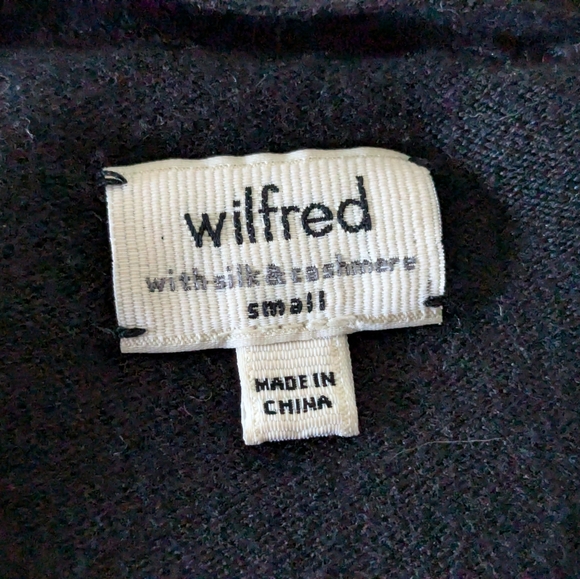 wilfred
with silk & cashmere
small
MADE IN
CHINA